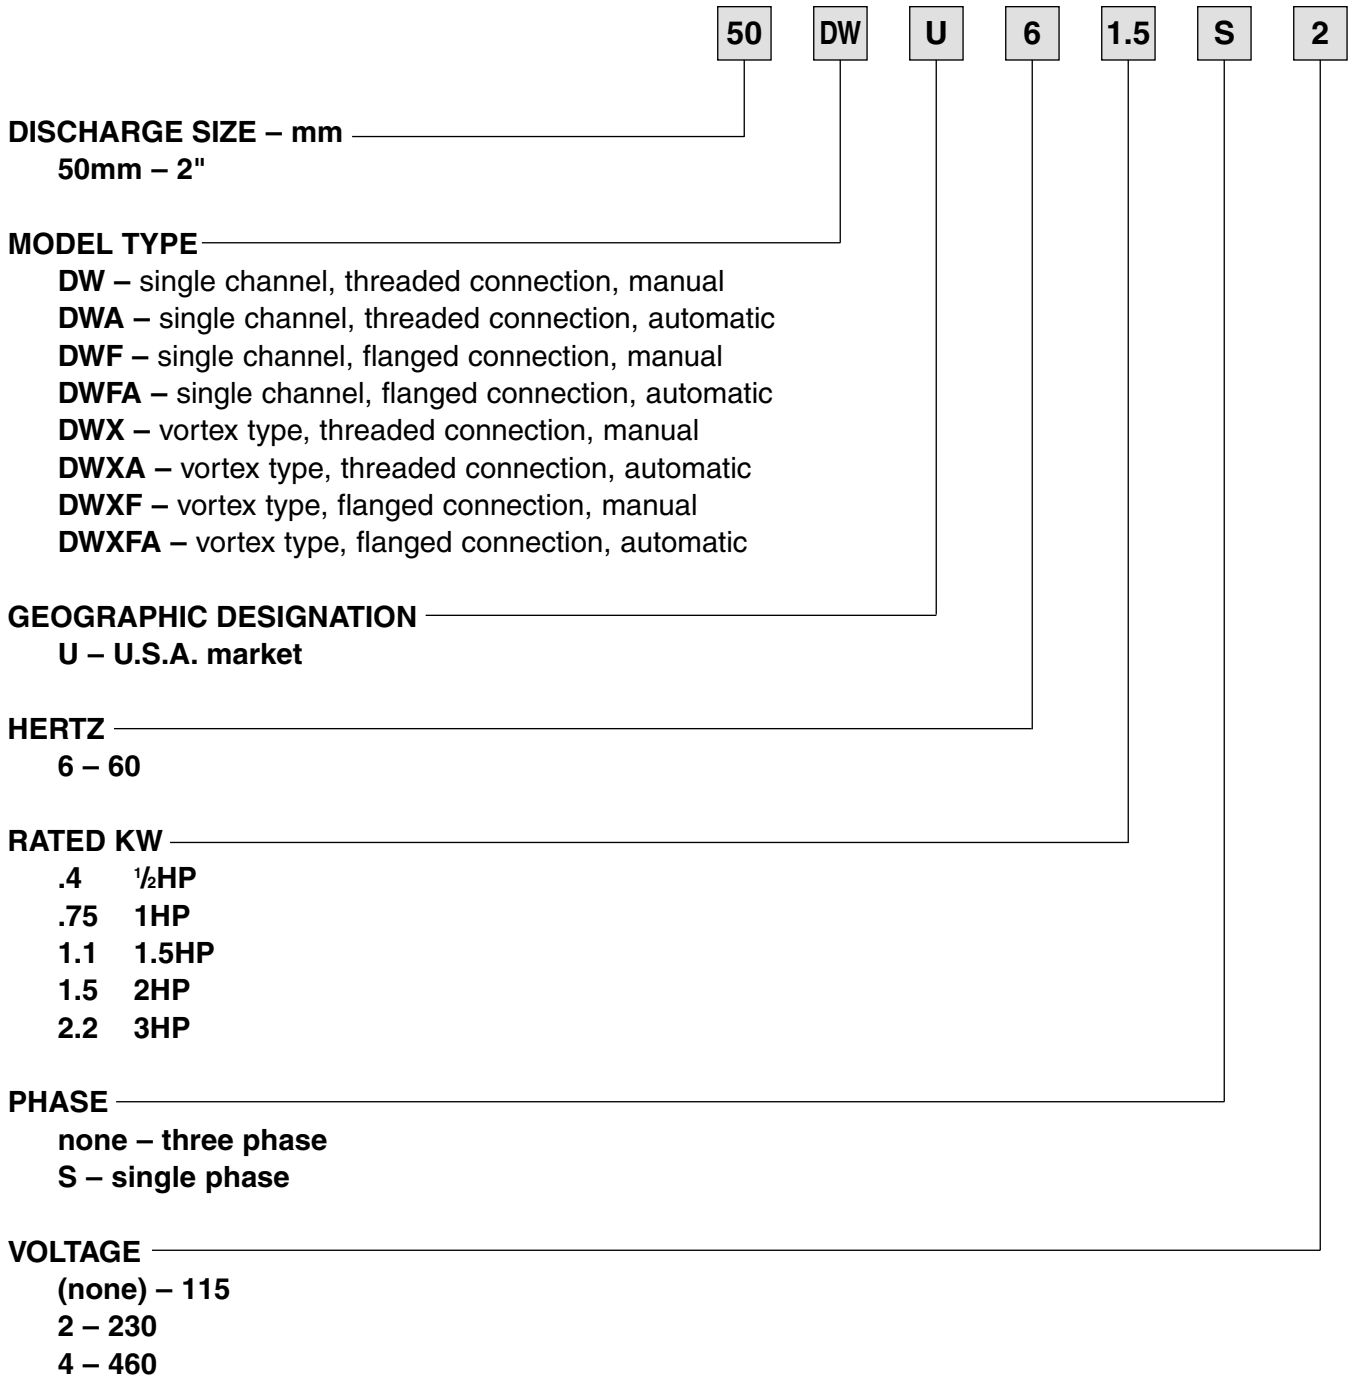 50 DW U 6 1.5 S 2
DISCHARGE SIZE – mm
50mm – 2"
MODEL TYPE
DW – single channel, threaded connection, manual
DWA – single channel, threaded connection, automatic
DWF – single channel, flanged connection, manual
DWFA – single channel, flanged connection, automatic
DWX – vortex type, threaded connection, manual
DWXA – vortex type, threaded connection, automatic
DWXF – vortex type, flanged connection, manual
DWXFA – vortex type, flanged connection, automatic
GEOGRAPHIC DESIGNATION
U – U.S.A. market
HERTZ
6 – 60
RATED KW
.4 1/2HP
.75 1HP
1.1 1.5HP
1.5 2HP
2.2 3HP
PHASE
none – three phase
S – single phase
VOLTAGE
(none) – 115
2 – 230
4 – 460